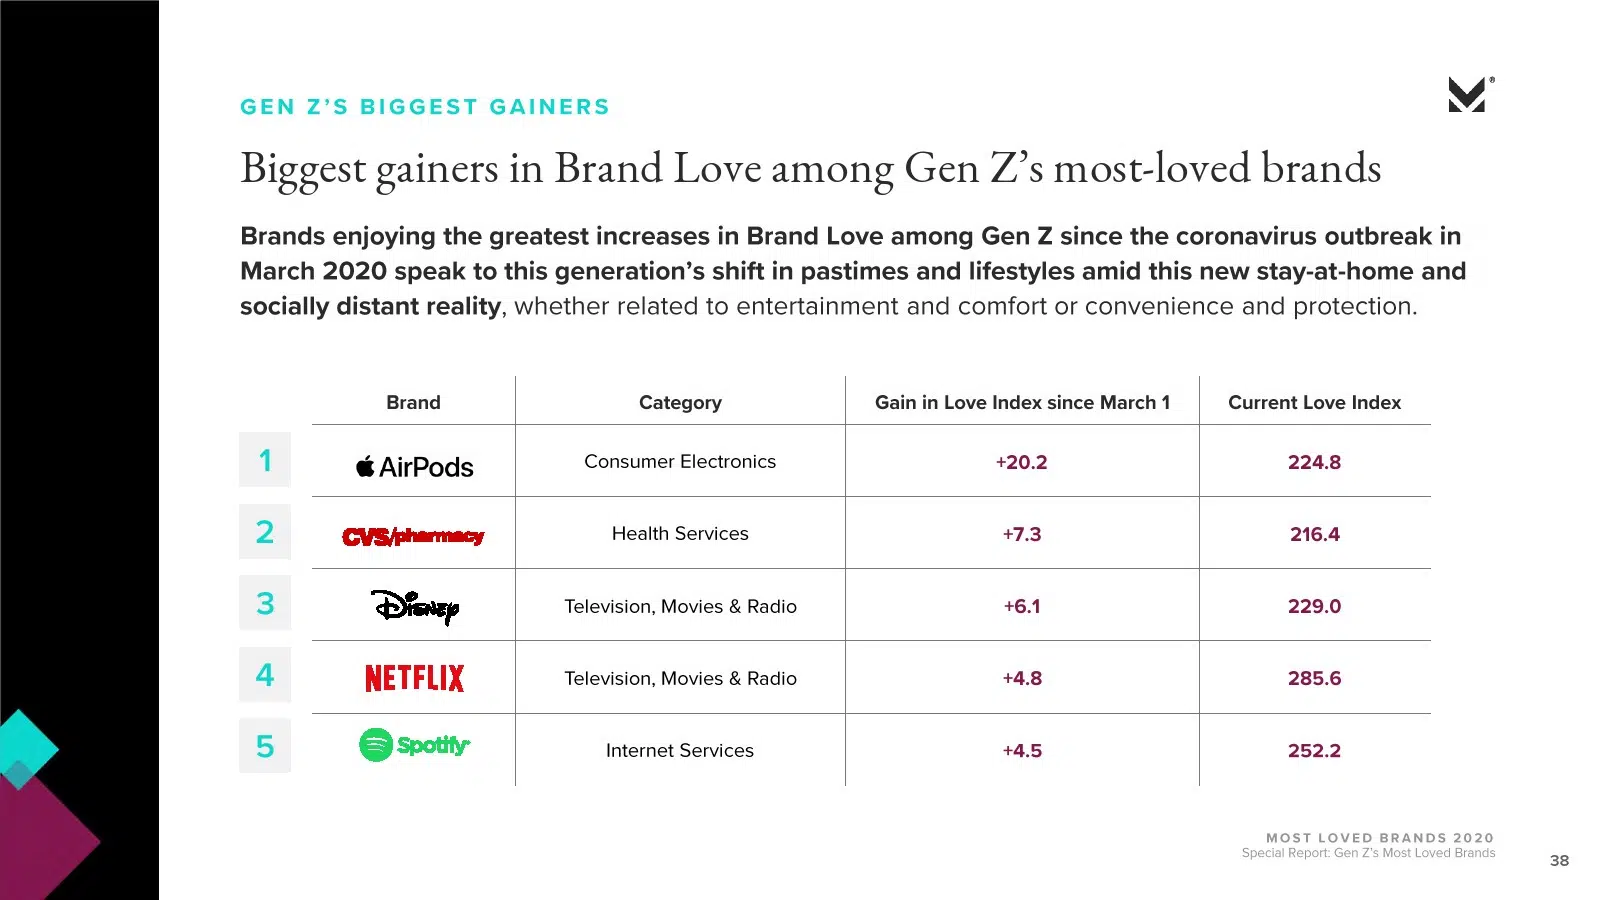 GEN Z’S BIGGEST GAINERS
Biggest gainers in Brand Love among Gen Z’s most-loved brands
Brands enjoying the greatest increases in Brand Love among Gen Z since the coronavirus outbreak in
March 2020 speak to this generation’s shift in pastimes and lifestyles amid this new stay-at-home and
socially distant reality, whether related to entertainment and comfort or convenience and protection.
Brand Category Gain in Love Index since March 1 Current Love Index
1 AirPods Consumer Electronics +20.2 224.8
2 CVS/pharmacy Health Services +7.3 216.4
3 Disney Television, Movies & Radio +6.1 229.0
4 NETFLIX Television, Movies & Radio +4.8 285.6
5 Spotify Internet Services +4.5 252.2
MOST LOVED BRANDS 2020
Special Report: Gen Z’s Most Loved Brands
38